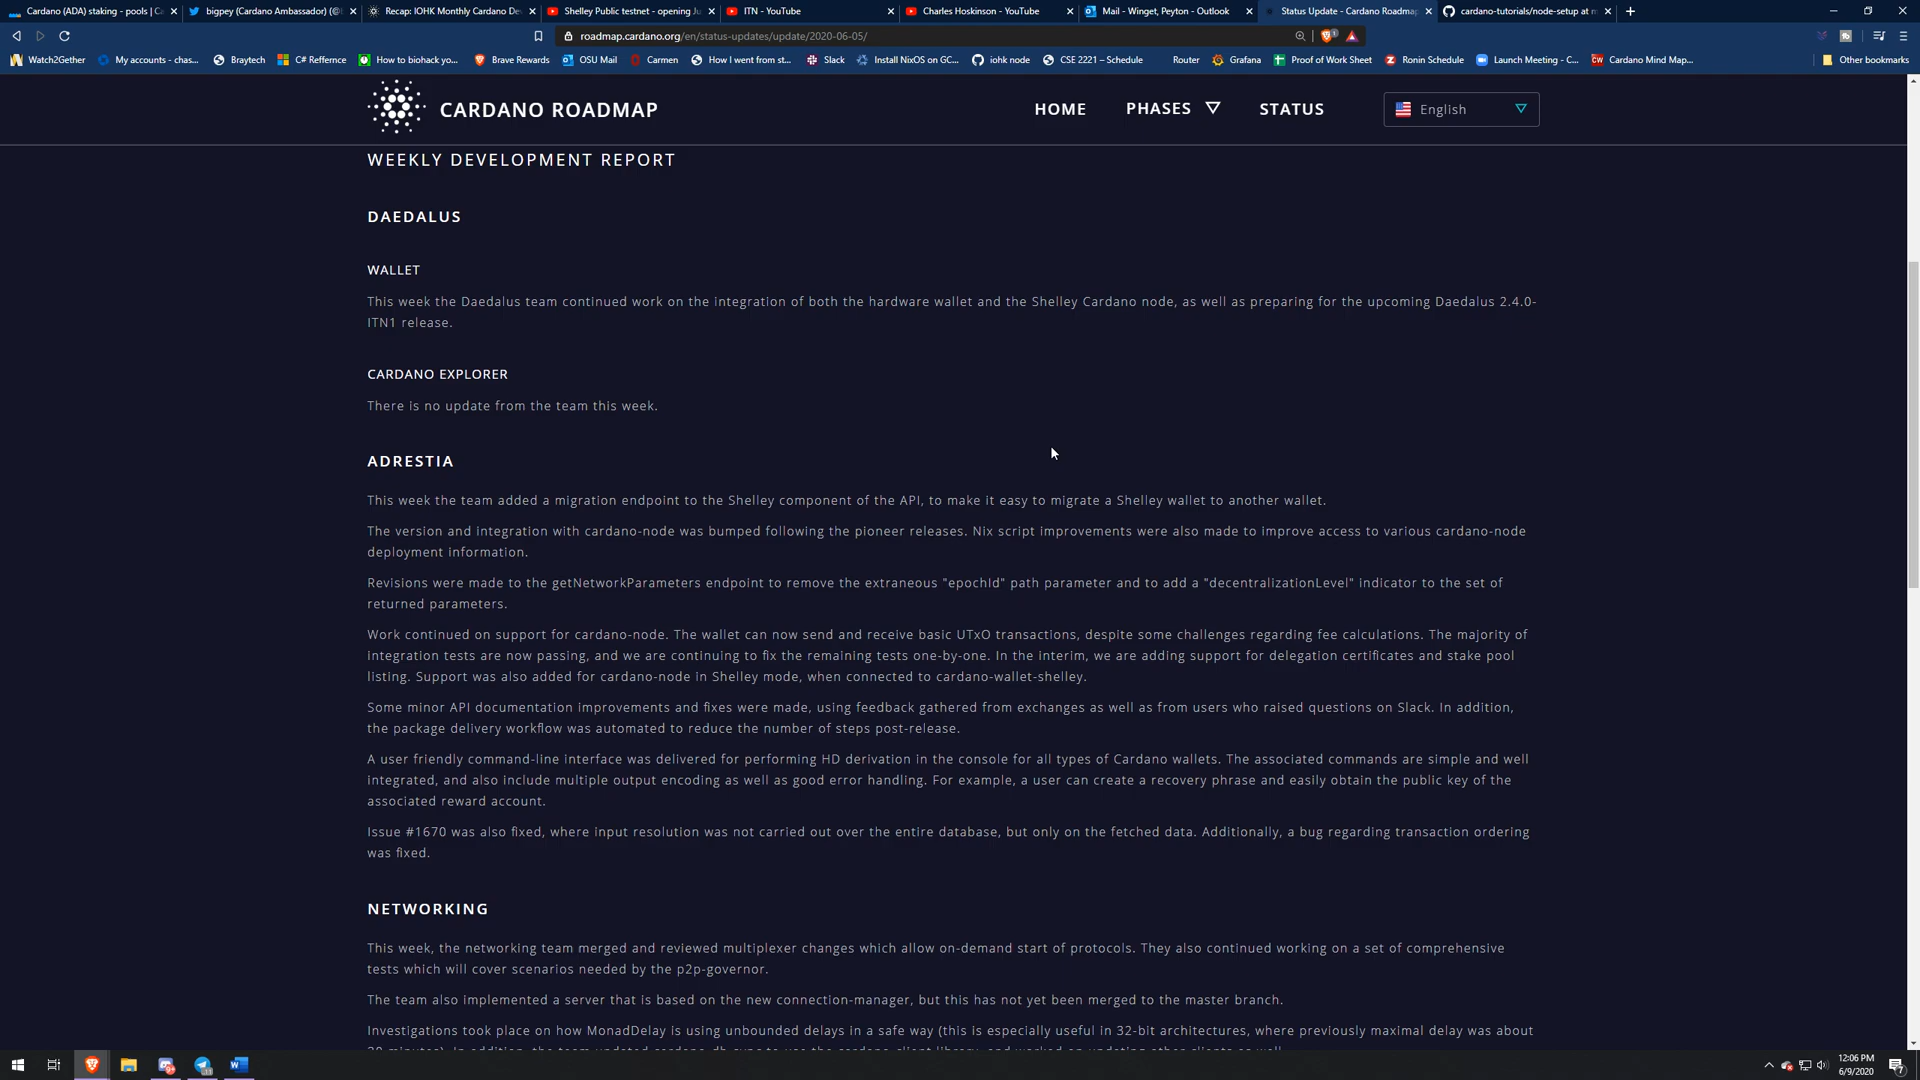 Cardano (ADA) staking - pools | Ca
bigpey (Cardano Ambassador) (@b
Recap: IOHK Monthly Cardano De
Shelley Public testnet - opening Ju
ITN - YouTube
Charles Hoskinson - YouTube
Mail - Winget, Peyton - Outlook
Status Update - Cardano Roadmap
cardano-tutorials/node-setup at m
roadmap.cardano.org/en/status-updates/update/2020-06-05/
Watch2Gether
My accounts - chas...
Braytech
C# Reffernce
How to biohack yo...
Brave Rewards
OSU Mail
Carmen
How I went from st...
Slack
Install NixOS on GC...
iohk node
CSE 2221 – Schedule
Router
Grafana
Proof of Work Sheet
Ronin Schedule
Launch Meeting - C...
Cardano Mind Map...
Other bookmarks
CARDANO ROADMAP
HOME
PHASES
STATUS
English
WEEKLY DEVELOPMENT REPORT
DAEDALUS
WALLET
This week the Daedalus team continued work on the integration of both the hardware wallet and the Shelley Cardano node, as well as preparing for the upcoming Daedalus 2.4.0-
ITN1 release.
CARDANO EXPLORER
There is no update from the team this week.
ADRESTIA
This week the team added a migration endpoint to the Shelley component of the API, to make it easy to migrate a Shelley wallet to another wallet.
The version and integration with cardano-node was bumped following the pioneer releases. Nix script improvements were also made to improve access to various cardano-node
deployment information.
Revisions were made to the getNetworkParameters endpoint to remove the extraneous "epochId" path parameter and to add a "decentralizationLevel" indicator to the set of
returned parameters.
Work continued on support for cardano-node. The wallet can now send and receive basic UTxO transactions, despite some challenges regarding fee calculations. The majority of
integration tests are now passing, and we are continuing to fix the remaining tests one-by-one. In the interim, we are adding support for delegation certificates and stake pool
listing. Support was also added for cardano-node in Shelley mode, when connected to cardano-wallet-shelley.
Some minor API documentation improvements and fixes were made, using feedback gathered from exchanges as well as from users who raised questions on Slack. In addition,
the package delivery workflow was automated to reduce the number of steps post-release.
A user friendly command-line interface was delivered for performing HD derivation in the console for all types of Cardano wallets. The associated commands are simple and well
integrated, and also include multiple output encoding as well as good error handling. For example, a user can create a recovery phrase and easily obtain the public key of the
associated reward account.
Issue #1670 was also fixed, where input resolution was not carried out over the entire database, but only on the fetched data. Additionally, a bug regarding transaction ordering
was fixed.
NETWORKING
This week, the networking team merged and reviewed multiplexer changes which allow on-demand start of protocols. They also continued working on a set of comprehensive
tests which will cover scenarios needed by the p2p-governor.
The team also implemented a server that is based on the new connection-manager, but this has not yet been merged to the master branch.
Investigations took place on how MonadDelay is using unbounded delays in a safe way (this is especially useful in 32-bit architectures, where previously maximal delay was about
12:06 PM
6/9/2020